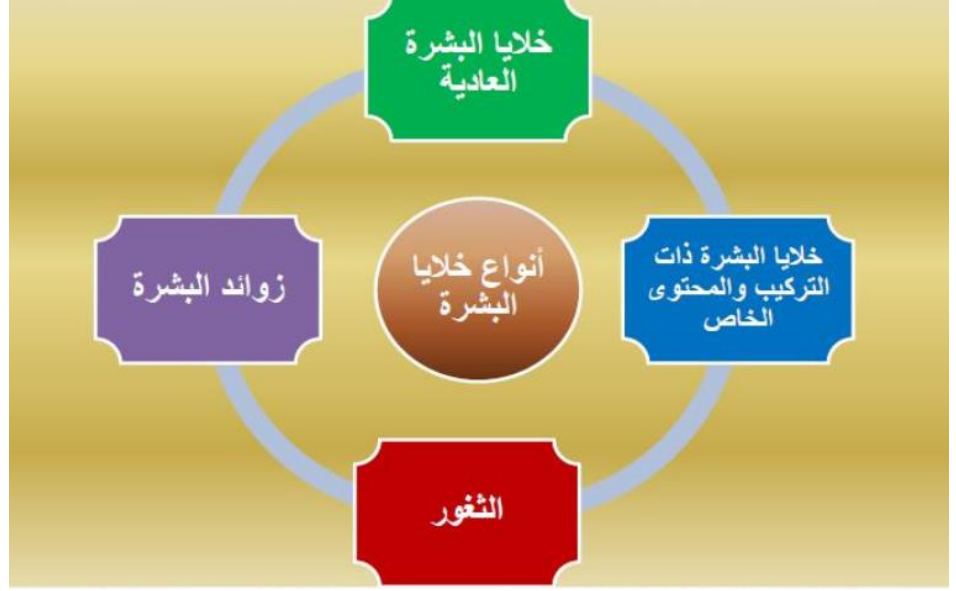 خلايا البشرة
العادية
أنواع خلايا
البشرة
خلايا البشرة ذات
التركيب والمحتوى
الخاص
زوائد البشرة
الثغور